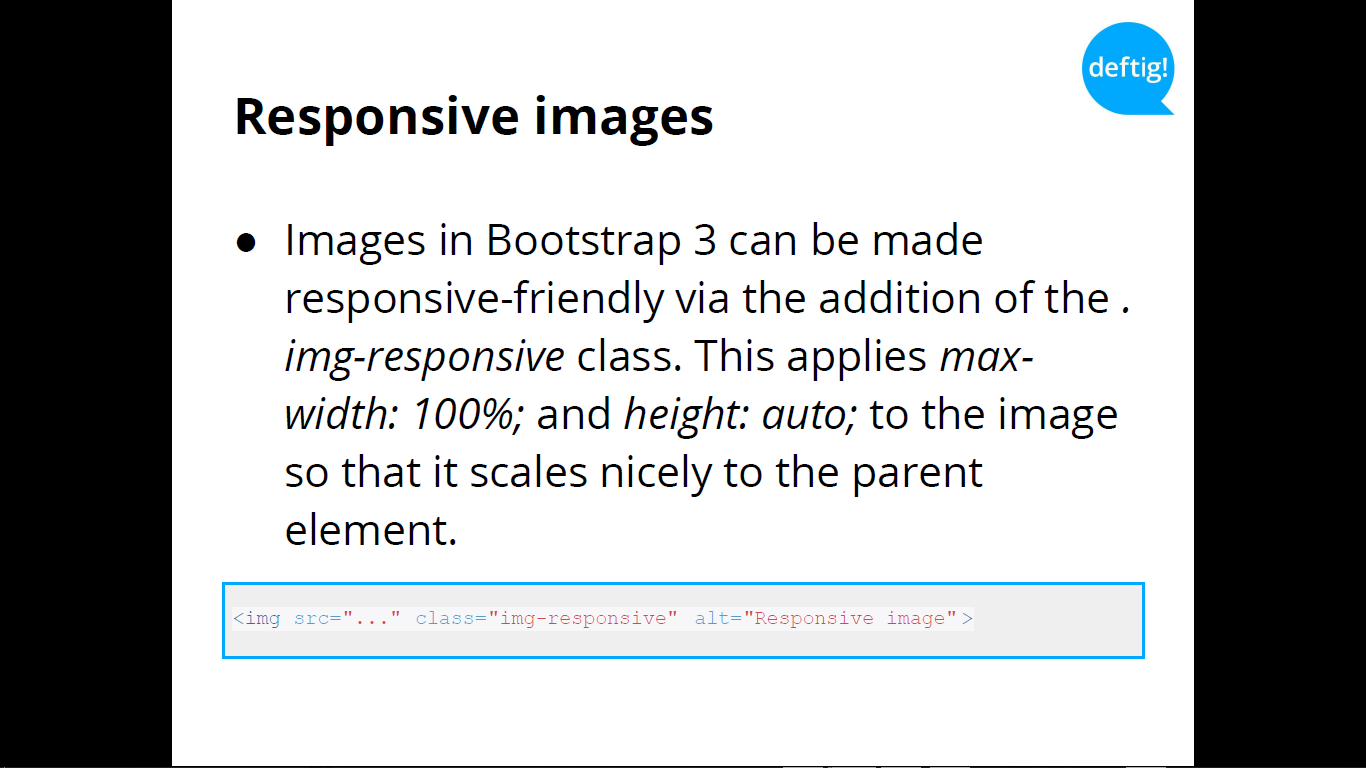 deftig!
Responsive images
● Images in Bootstrap 3 can be made
responsive-friendly via the addition of the .
img-responsive class. This applies max-
width: 100%; and height: auto; to the image
so that it scales nicely to the parent
element.
<img src="..." class="img-responsive" alt="Responsive image">